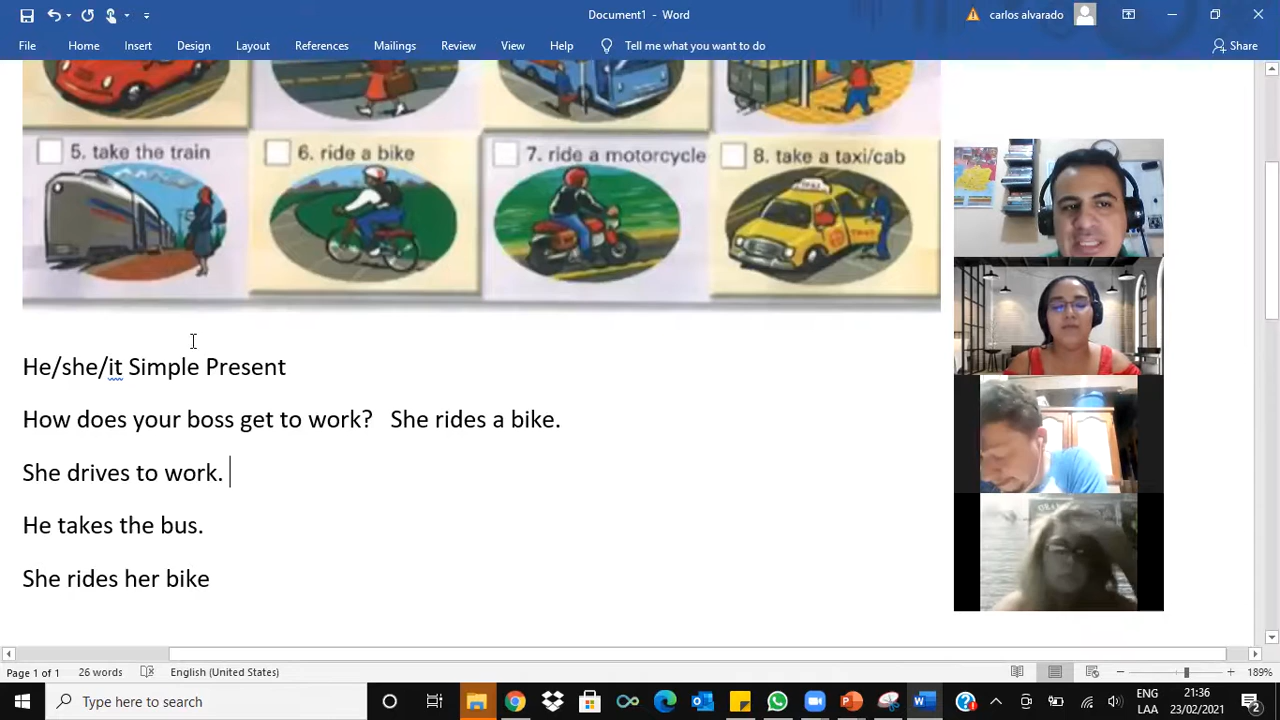 Document1 - Word
carlos alvarado
File Home Insert Design Layout References Mailings Review View Help Tell me what you want to do Share
5. take the train
6. ride a bike
7. ride a motorcycle
8. take a taxi/cab
TAXI
He/she/it Simple Present
How does your boss get to work? She rides a bike.
She drives to work.
He takes the bus.
She rides her bike
Page 1 of 1 26 words English (United States) 189%
Type here to search
ENG
LAA
21:36
23/02/2021
2